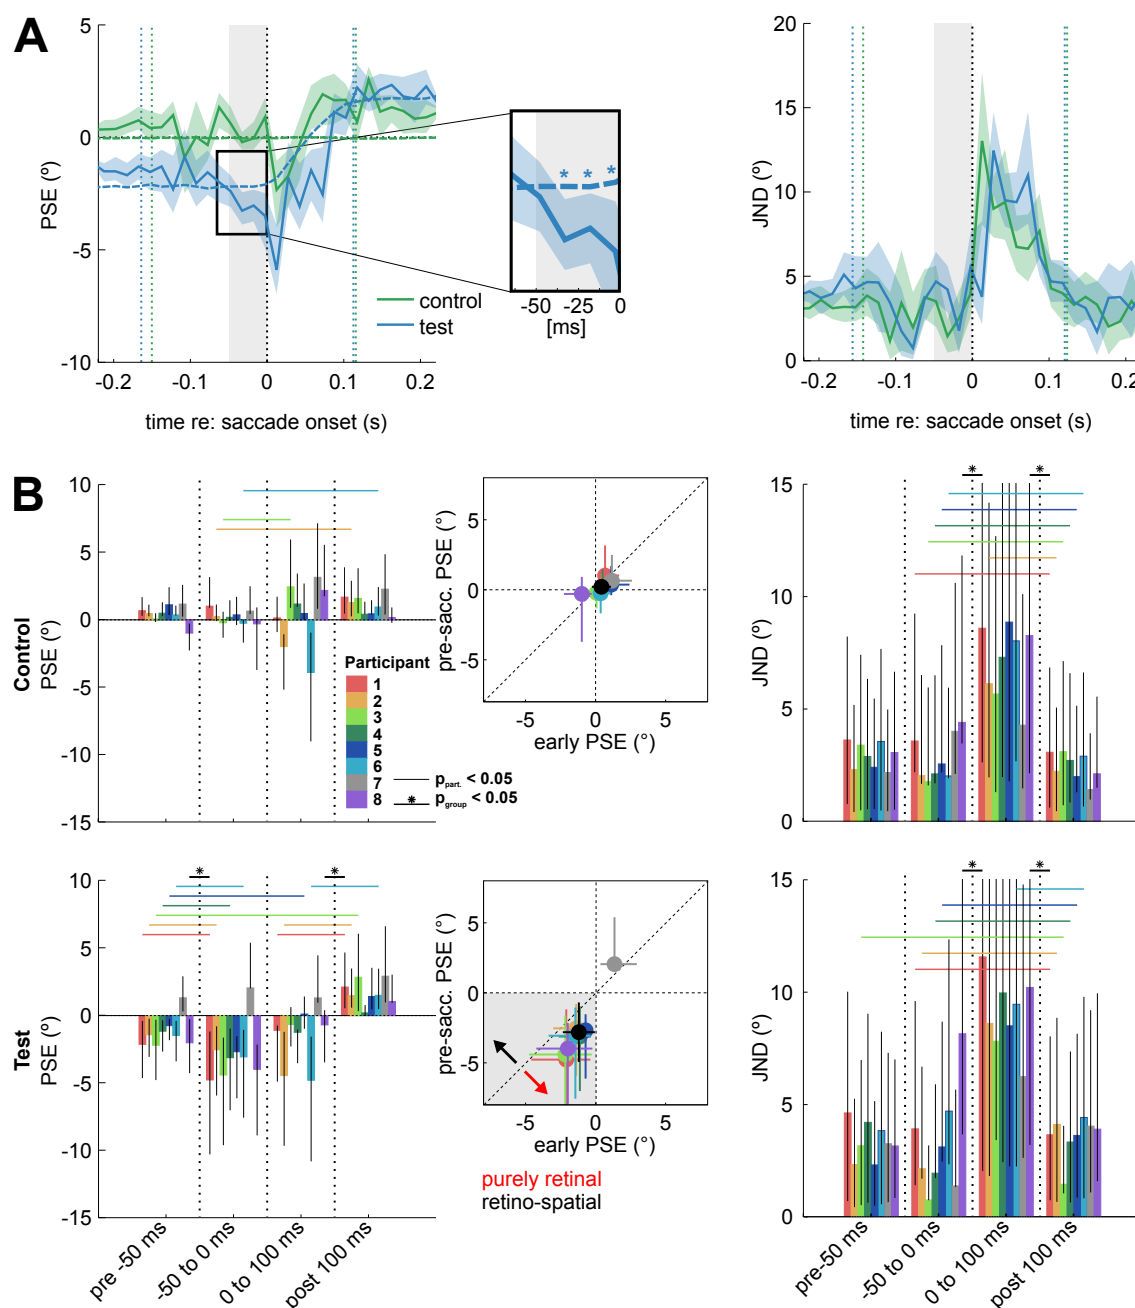 A
5
0
-5
-10
PSE (º)
-0.2
-0.1
0
0.1
0.2
time re: saccade onset (s)
control
test
* * *
-50
-25
0
[ms]
20
15
10
5
0
JND (º)
-0.2
-0.1
0
0.1
0.2
time re: saccade onset (s)
B
Control
PSE (°)
10
5
0
-5
-10
-15
Participant
1
2
3
4
5
6
7
8
p part. < 0.05
* p group < 0.05
pre-sacc. PSE (°)
5
0
-5
-5
0
5
early PSE (°)
JND (°)
15
10
5
0
* *
Test
PSE (°)
10
5
0
-5
-10
-15
* *
pre -50 ms
-50 to 0 ms
0 to 100 ms
post 100 ms
pre-sacc. PSE (°)
5
0
-5
-5
0
5
early PSE (°)
purely retinal
retino-spatial
JND (°)
15
10
5
0
* *
pre-50 ms
-50 to 0 ms
0 to 100 ms
post 100 ms